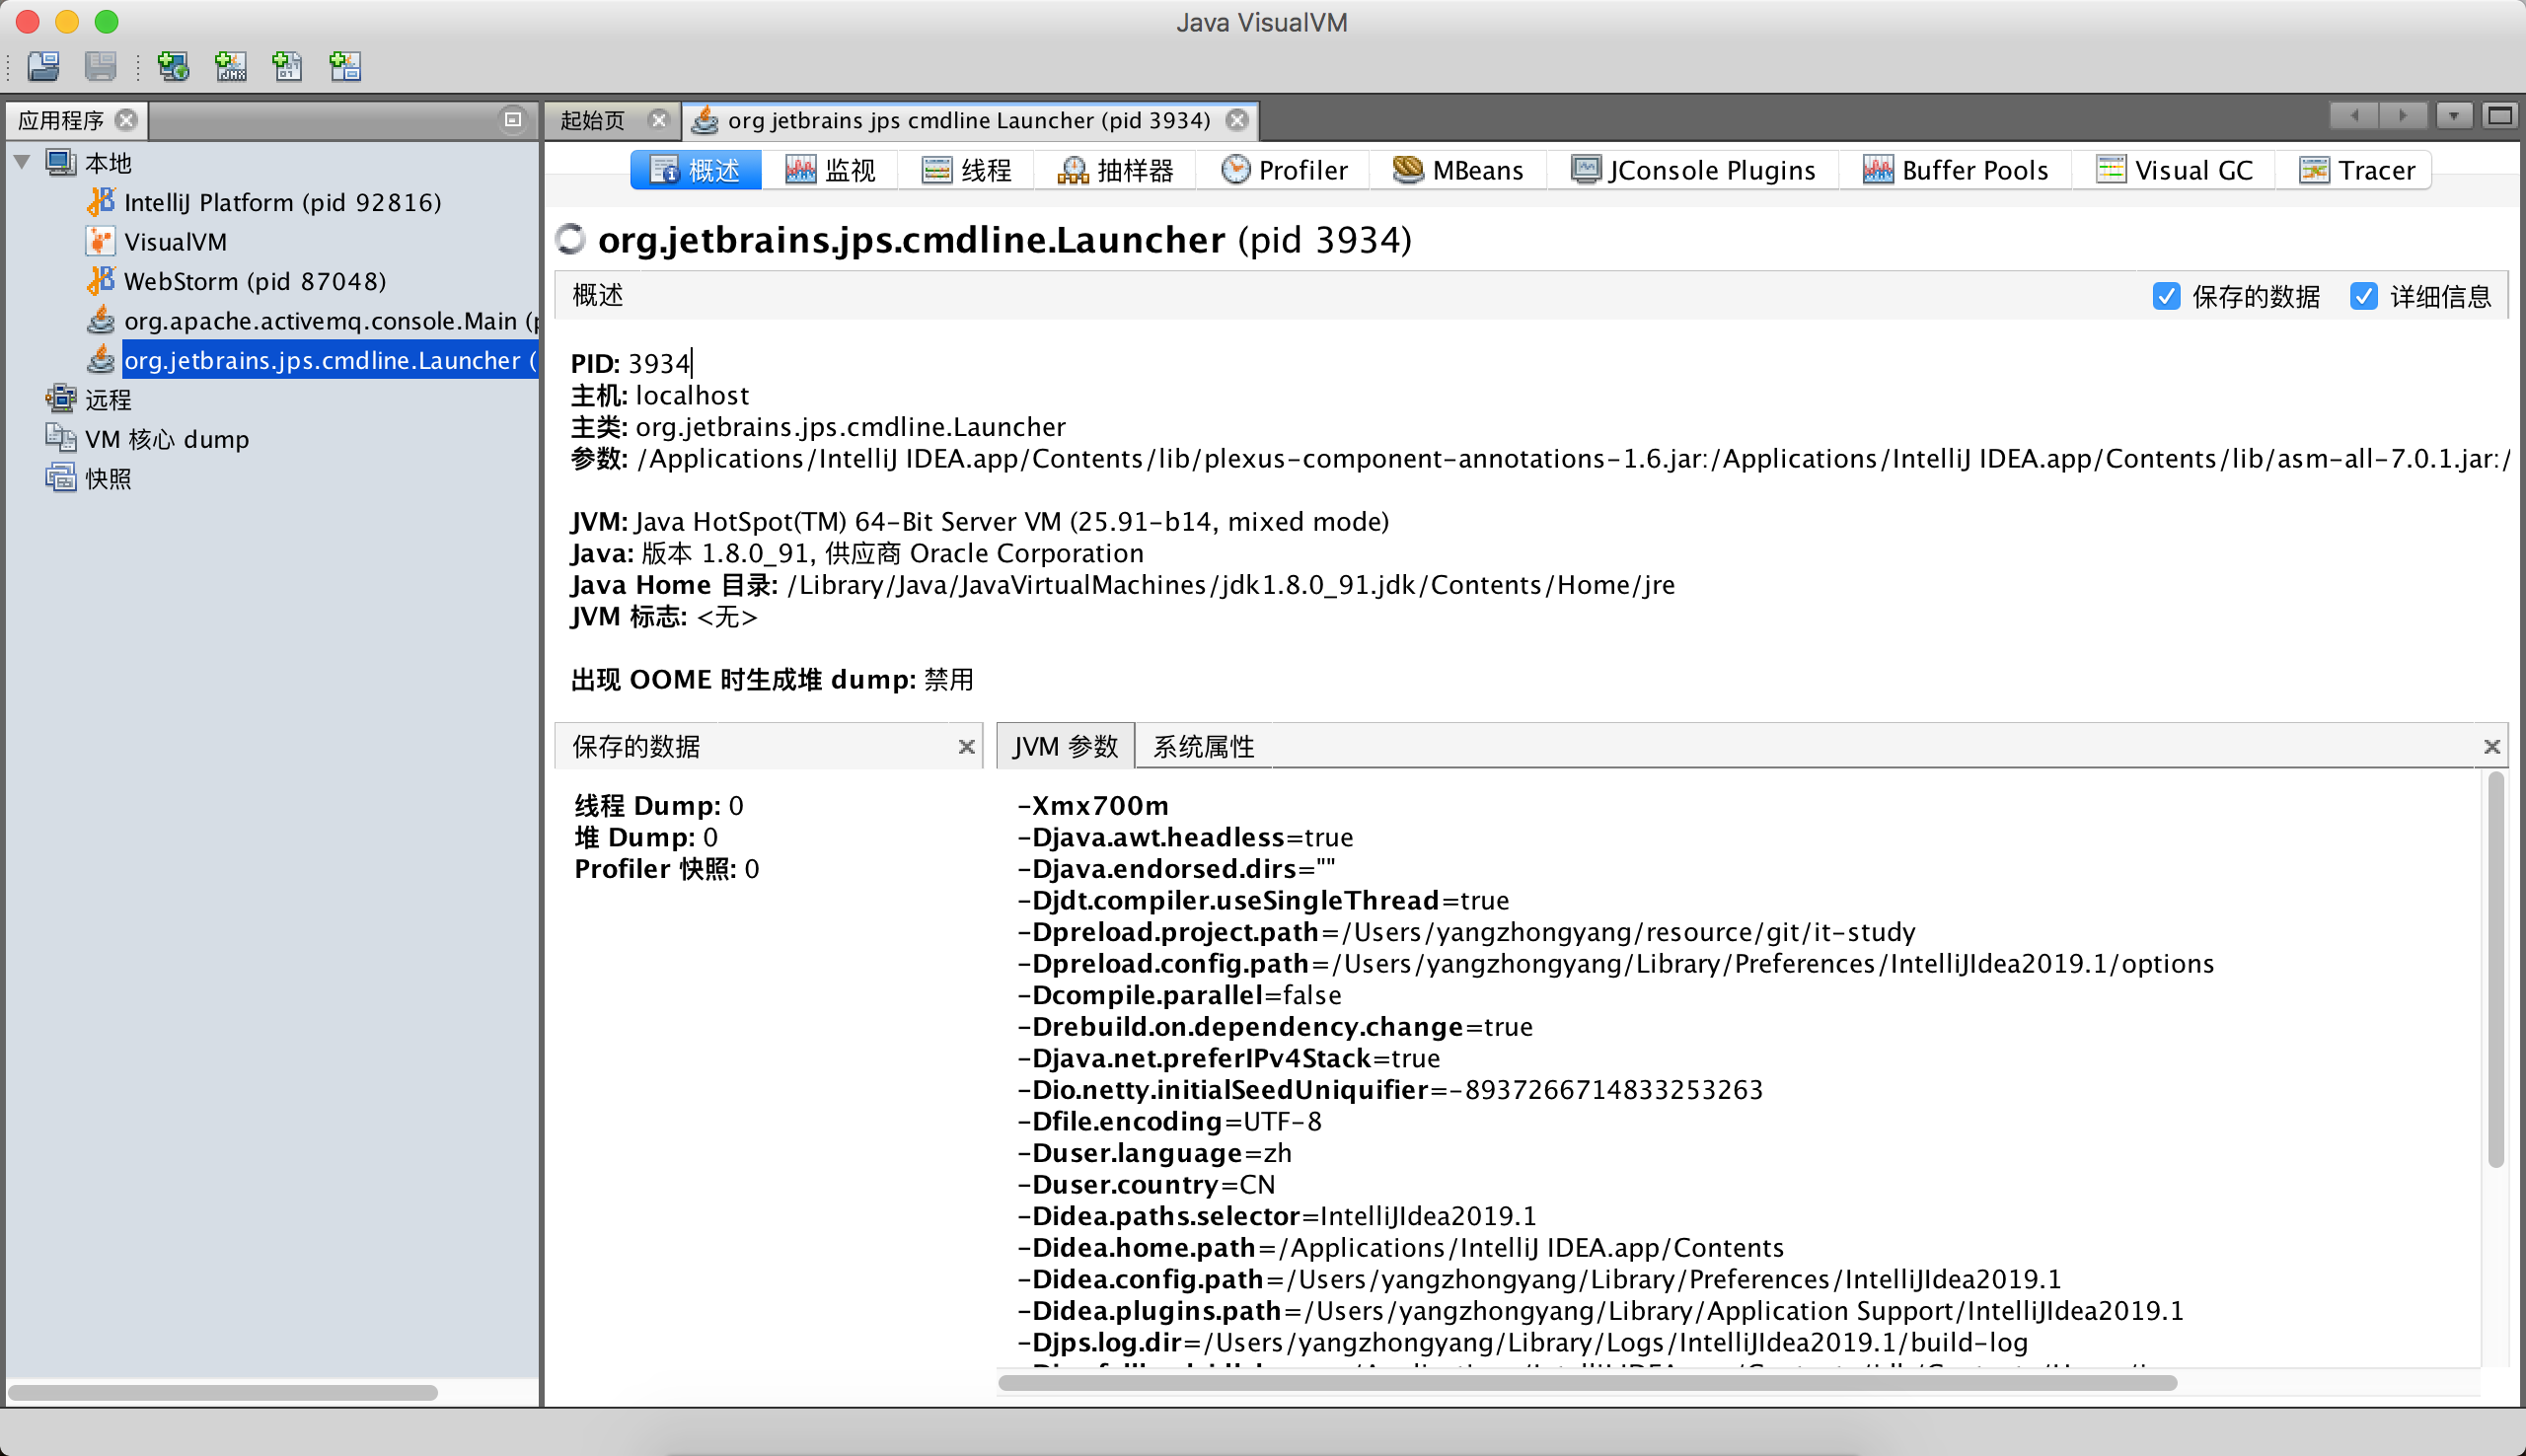 Java VisualVM
应用程序
本地
IntelliJ Platform (pid 92816)
VisualVM
WebStorm (pid 87048)
org.apache.activemq.console.Main (p
org.jetbrains.jps.cmdline.Launcher (
远程
VM 核心 dump
快照
起始页
org jetbrains jps cmdline Launcher (pid 3934)
概述 监视 线程 抽样器 Profiler MBeans JConsole Plugins Buffer Pools Visual GC Tracer
org.jetbrains.jps.cmdline.Launcher (pid 3934)
概述 保存的数据 详细信息
PID: 3934
主机: localhost
主类: org.jetbrains.jps.cmdline.Launcher
参数: /Applications/IntelliJ IDEA.app/Contents/lib/plexus-component-annotations-1.6.jar:/Applications/IntelliJ IDEA.app/Contents/lib/asm-all-7.0.1.jar:/
JVM: Java HotSpot(TM) 64-Bit Server VM (25.91-b14, mixed mode)
Java: 版本 1.8.0_91, 供应商 Oracle Corporation
Java Home 目录: /Library/Java/JavaVirtualMachines/jdk1.8.0_91.jdk/Contents/Home/jre
JVM 标志: <无>
出现 OOME 时生成堆 dump: 禁用
保存的数据
线程 Dump: 0
堆 Dump: 0
Profiler 快照: 0
JVM 参数 系统属性
-Xmx700m
-Djava.awt.headless=true
-Djava.endorsed.dirs=""
-Djdt.compiler.useSingleThread=true
-Dpreload.project.path=/Users/yangzhongyang/resource/git/it-study
-Dpreload.config.path=/Users/yangzhongyang/Library/Preferences/IntelliJIdea2019.1/options
-Dcompile.parallel=false
-Drebuild.on.dependency.change=true
-Djava.net.preferIPv4Stack=true
-Dio.netty.initialSeedUniquifier=-8937266714833253263
-Dfile.encoding=UTF-8
-Duser.language=zh
-Duser.country=CN
-Didea.paths.selector=IntelliJIdea2019.1
-Didea.home.path=/Applications/IntelliJ IDEA.app/Contents
-Didea.config.path=/Users/yangzhongyang/Library/Preferences/IntelliJIdea2019.1
-Didea.plugins.path=/Users/yangzhongyang/Library/Application Support/IntelliJIdea2019.1
-Djps.log.dir=/Users/yangzhongyang/Library/Logs/IntelliJIdea2019.1/build-log